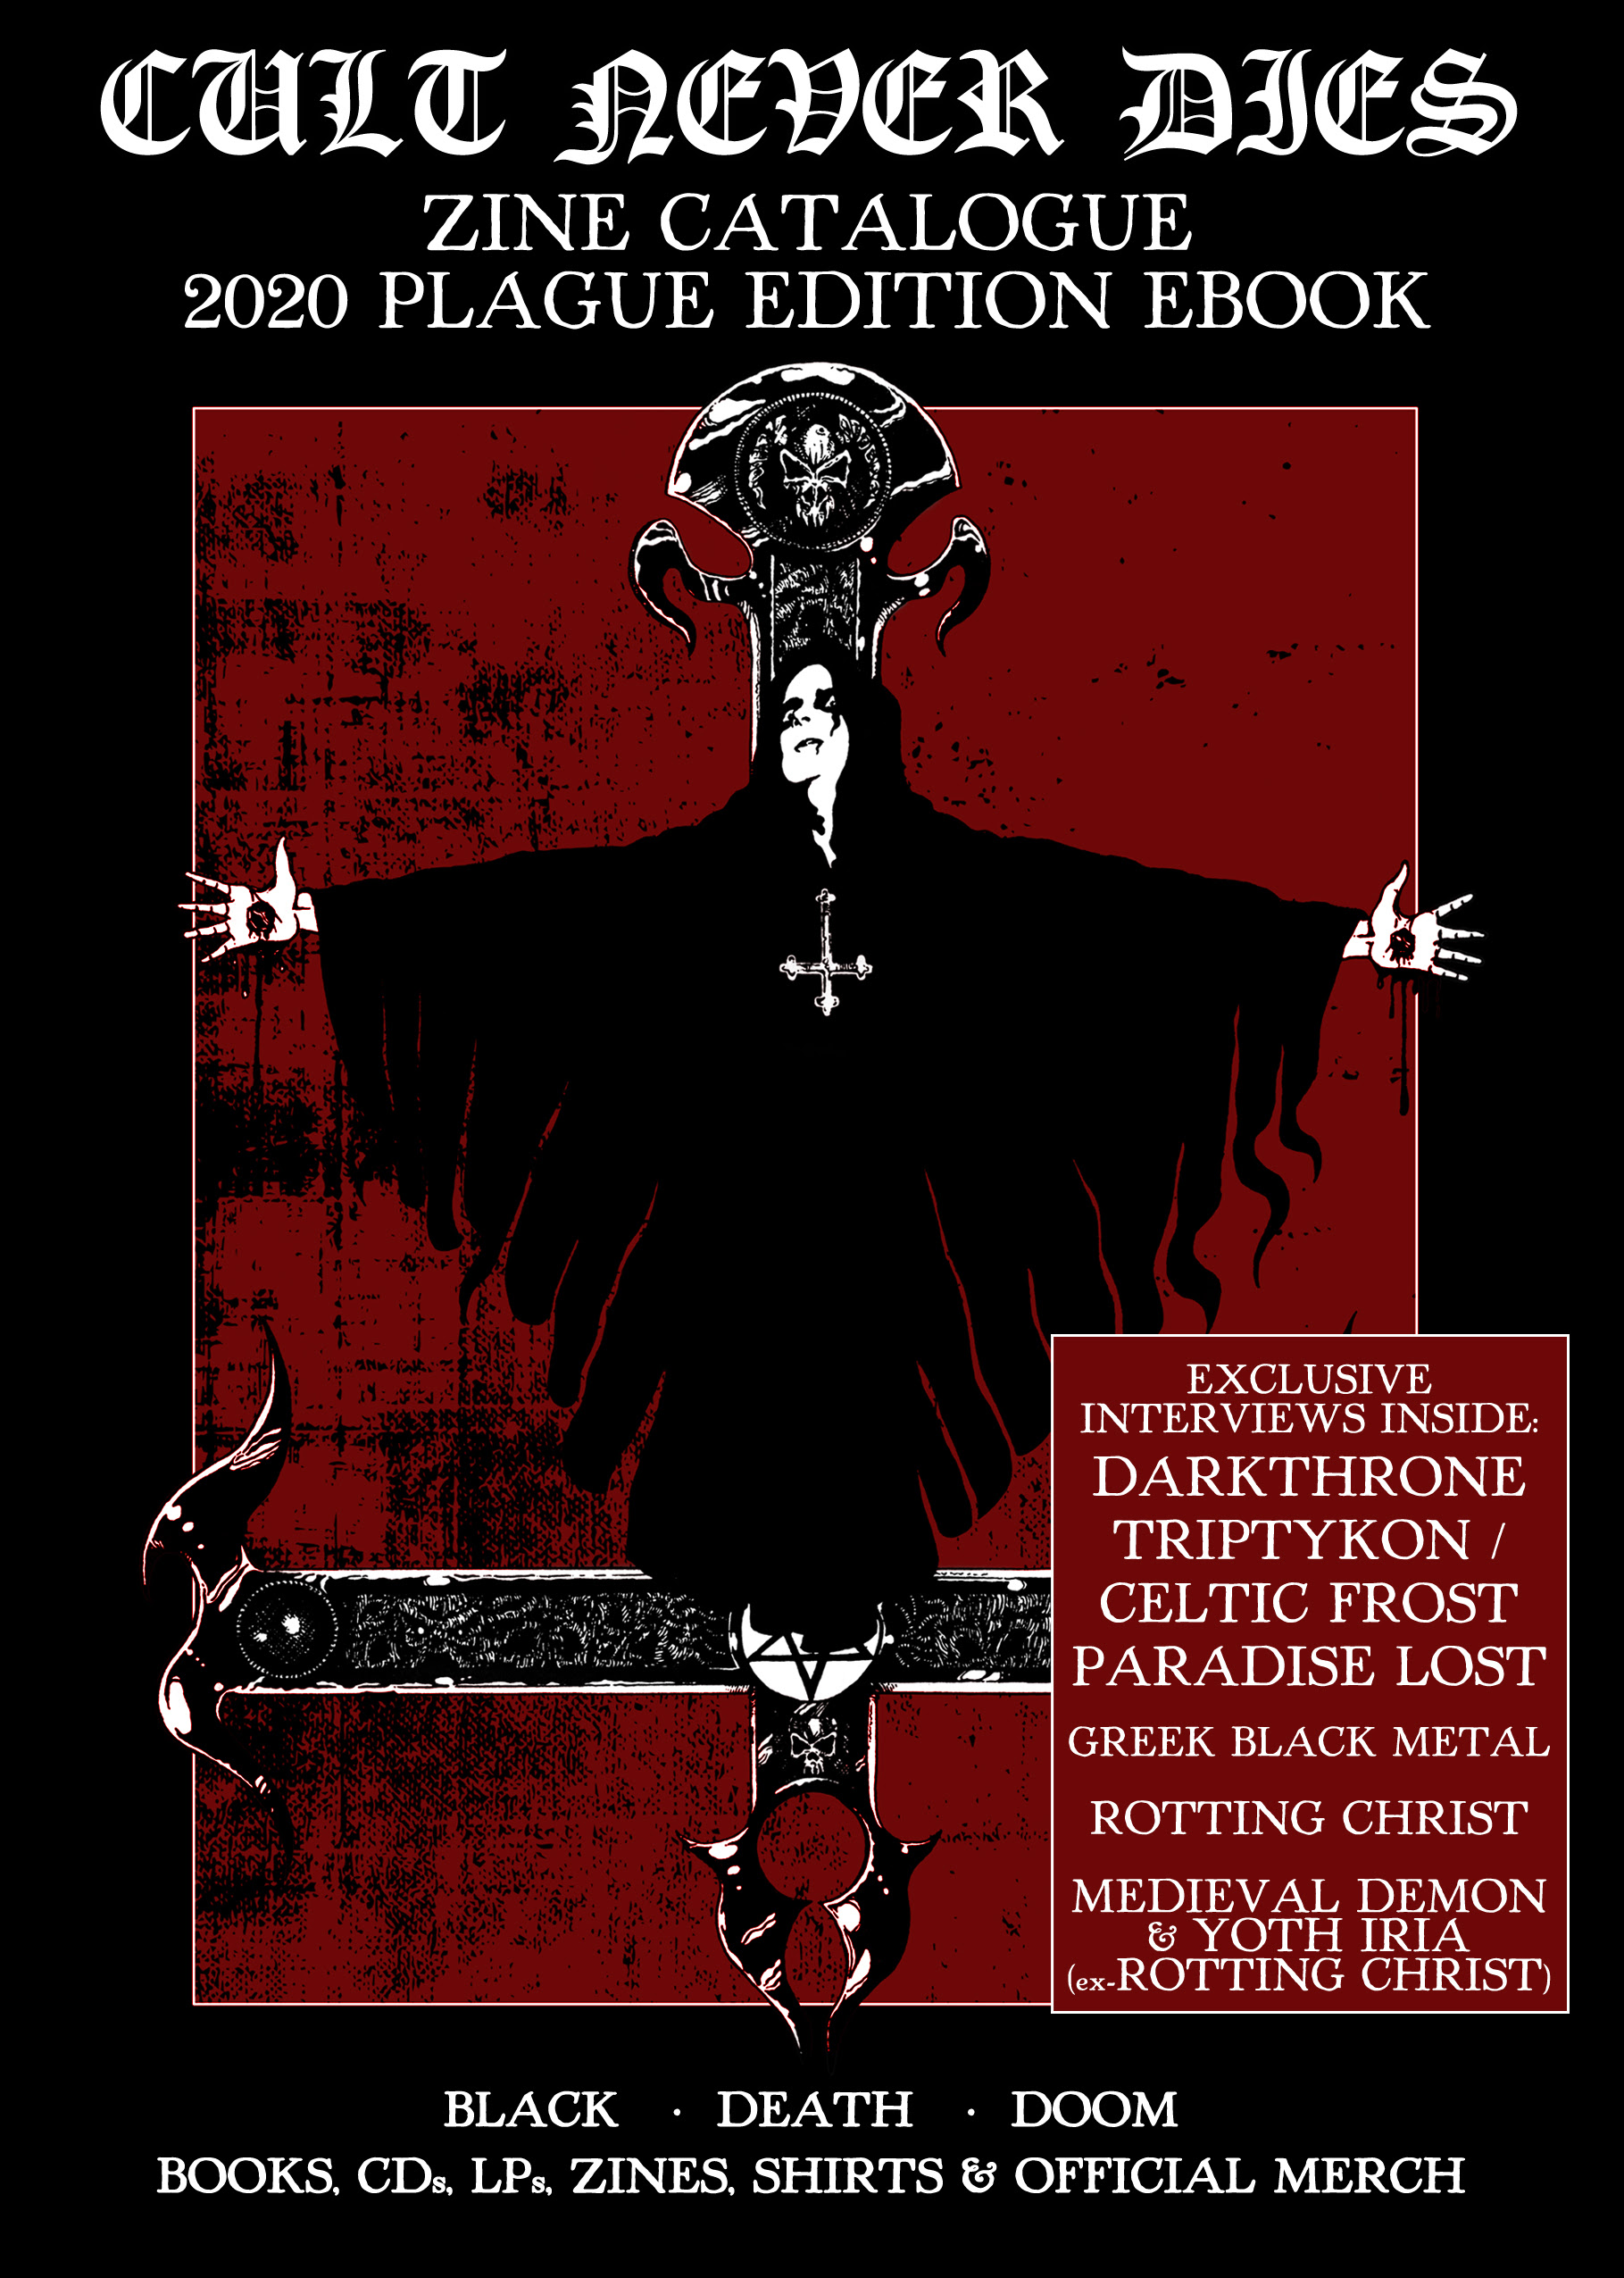 CULT NEVER DIES
ZINE CATALOGUE
2020 PLAGUE EDITION EBOOK
EXCLUSIVE
INTERVIEWS INSIDE:
DARKTHRONE
TRIPTYKON /
CELTIC FROST
PARADISE LOST
GREEK BLACK METAL
ROTTING CHRIST
MEDIEVAL DEMON
& YOTH IRIA
(ex-ROTTING CHRIST)
BLACK · DEATH · DOOM
BOOKS, CDs, LPs, ZINES, SHIRTS & OFFICIAL MERCH